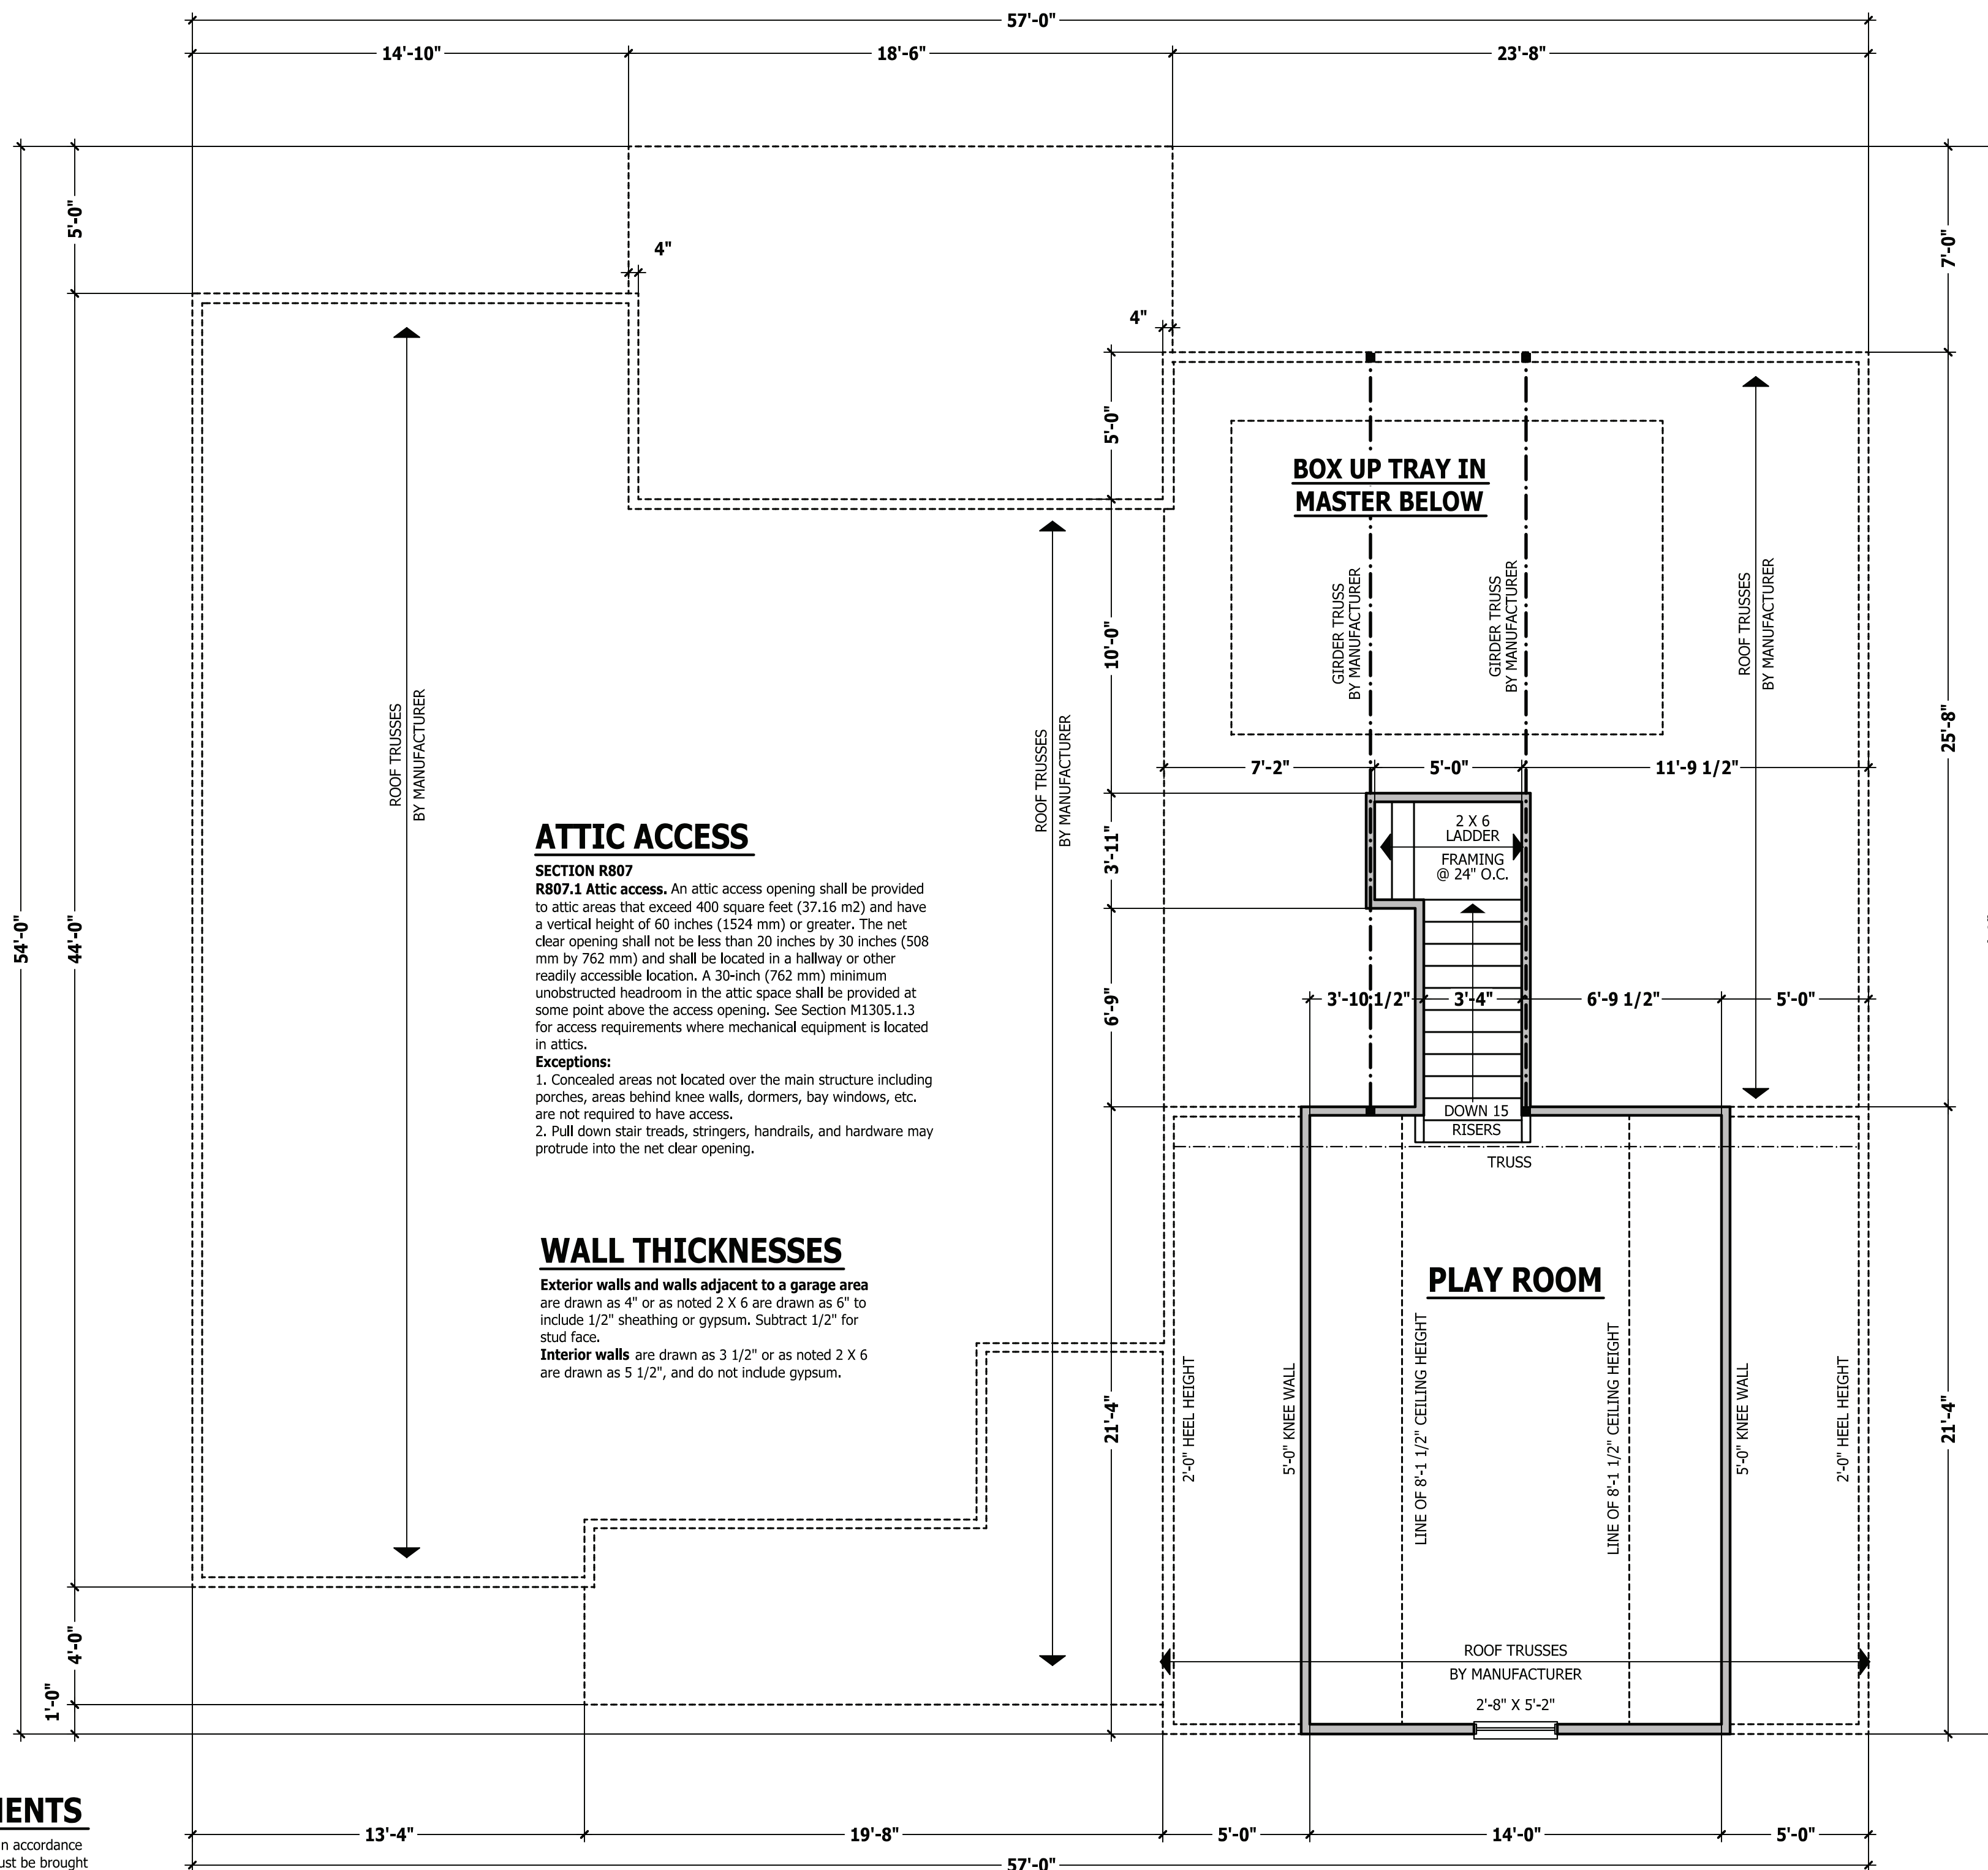 57'-0"
14'-10"
18'-6"
23'-8"
5'-0"
7'-0"
4"
4"
5'-0"
BOX UP TRAY IN
MASTER BELOW
10'-0"
GIRDER TRUSS
BY MANUFACTURER
GIRDER TRUSS
BY MANUFACTURER
ROOF TRUSSES
BY MANUFACTURER
ROOF TRUSSES
BY MANUFACTURER
ROOF TRUSSES
BY MANUFACTURER
25'-8"
7'-2"
5'-0"
11'-9 1/2"
54'-0"
44'-0"
3'-11"
2 X 6
LADDER
FRAMING
@ 24" O.C.
ATTIC ACCESS
SECTION R807
R807.1 Attic access. An attic access opening shall be provided
to attic areas that exceed 400 square feet (37.16 m2) and have
a vertical height of 60 inches (1524 mm) or greater. The net
clear opening shall not be less than 20 inches by 30 inches (508
mm by 762 mm) and shall be located in a hallway or other
readily accessible location. A 30-inch (762 mm) minimum
unobstructed headroom in the attic space shall be provided at
some point above the access opening. See Section M1305.1.3
for access requirements where mechanical equipment is located
in attics.
Exceptions:
1. Concealed areas not located over the main structure including
porches, areas behind knee walls, dormers, bay windows, etc.
are not required to have access.
2. Pull down stair treads, stringers, handrails, and hardware may
protrude into the net clear opening.
6'-9"
3'-10 1/2"
3'-4"
6'-9 1/2"
5'-0"
DOWN 15
RISERS
TRUSS
WALL THICKNESSES
Exterior walls and walls adjacent to a garage area
are drawn as 4" or as noted 2 X 6 are drawn as 6" to
include 1/2" sheathing or gypsum. Subtract 1/2" for
stud face.
Interior walls are drawn as 3 1/2" or as noted 2 X 6
are drawn as 5 1/2", and do not include gypsum.
PLAY ROOM
21'-4"
2'-0" HEEL HEIGHT
5'-0" KNEE WALL
LINE OF 8'-1 1/2" CEILING HEIGHT
LINE OF 8'-1 1/2" CEILING HEIGHT
5'-0" KNEE WALL
2'-0" HEEL HEIGHT
21'-4"
4'-0"
1'-0"
ROOF TRUSSES
BY MANUFACTURER
2'-8" X 5'-2"
13'-4"
19'-8"
5'-0"
14'-0"
5'-0"
57'-0"
n accordance
be brought